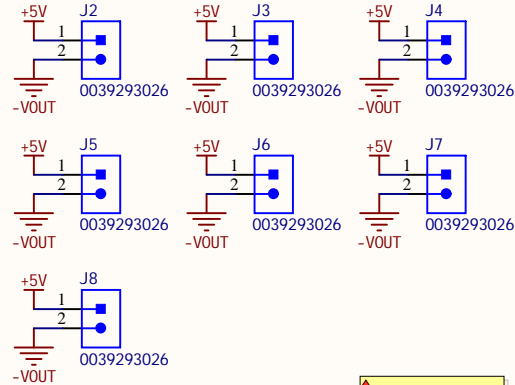 +5V J2 +5V J3 +5V J4
1 1 1
2 2 2
0039293026 0039293026 0039293026
-VOUT -VOUT -VOUT
+5V J5 +5V J6 +5V J7
1 1 1
2 2 2
0039293026 0039293026 0039293026
-VOUT -VOUT -VOUT
+5V J8
1
2
0039293026
-VOUT